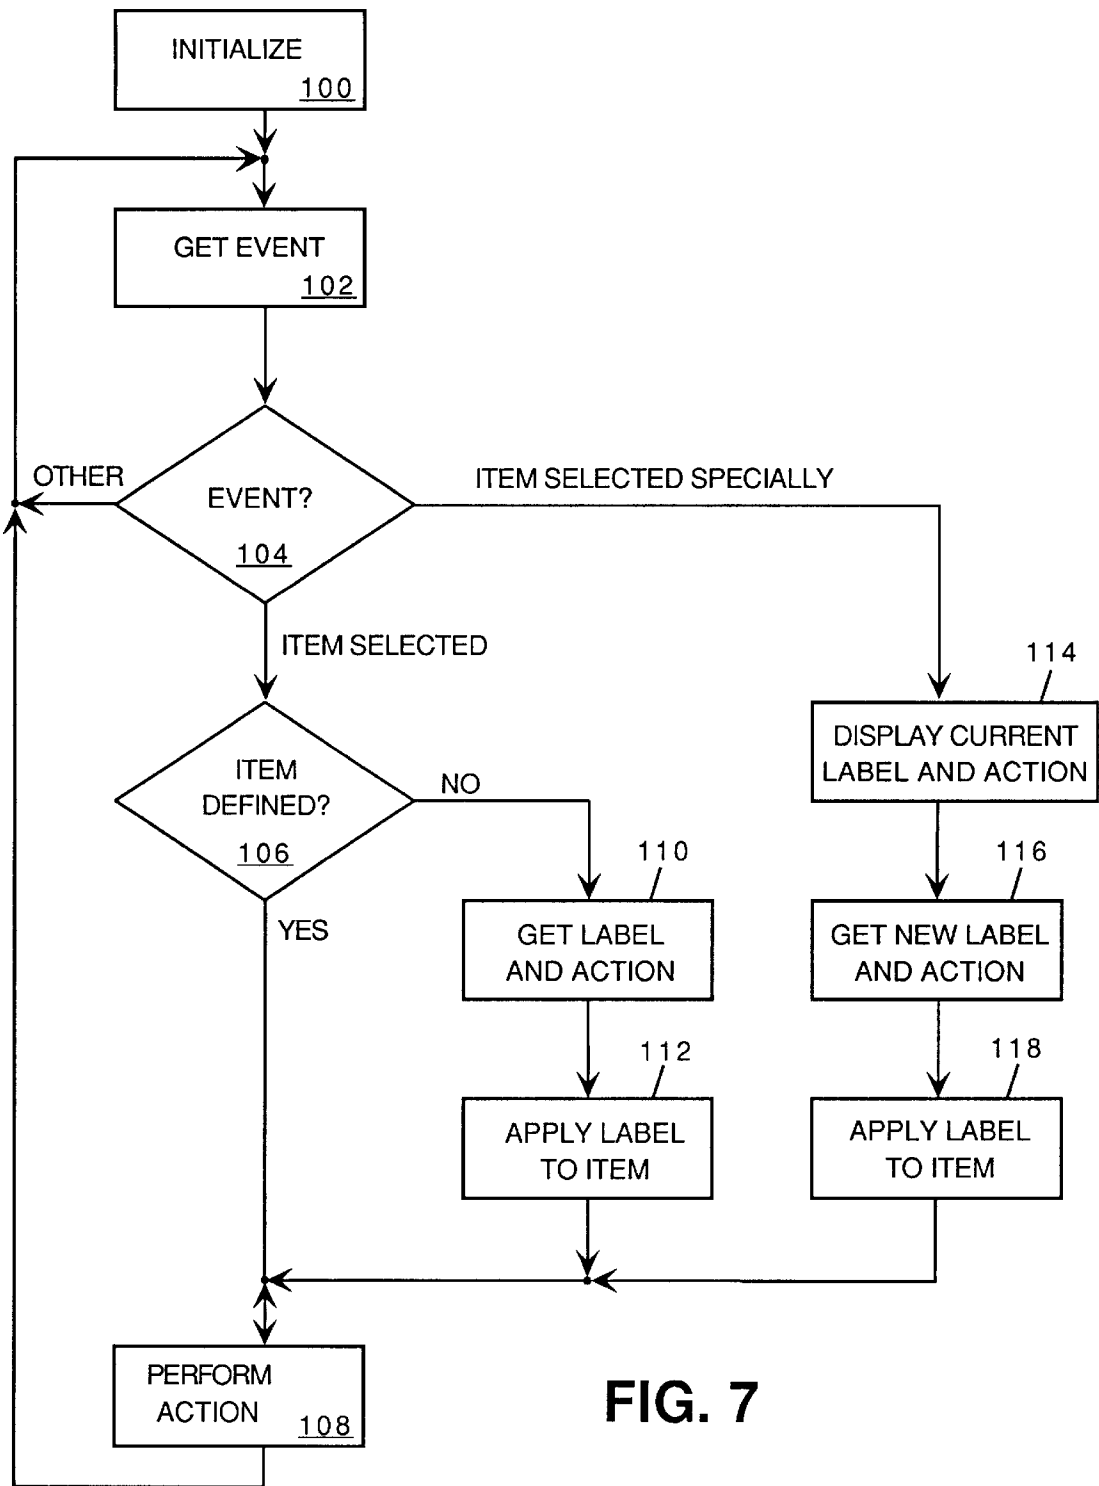 INITIALIZE
100
GET EVENT
102
OTHER
EVENT?
104
ITEM SELECTED SPECIALLY
ITEM SELECTED
114
DISPLAY CURRENT
LABEL AND ACTION
ITEM
DEFINED?
106
NO
YES
110
GET LABEL
AND ACTION
116
GET NEW LABEL
AND ACTION
112
APPLY LABEL
TO ITEM
118
APPLY LABEL
TO ITEM
PERFORM
ACTION
108
FIG. 7